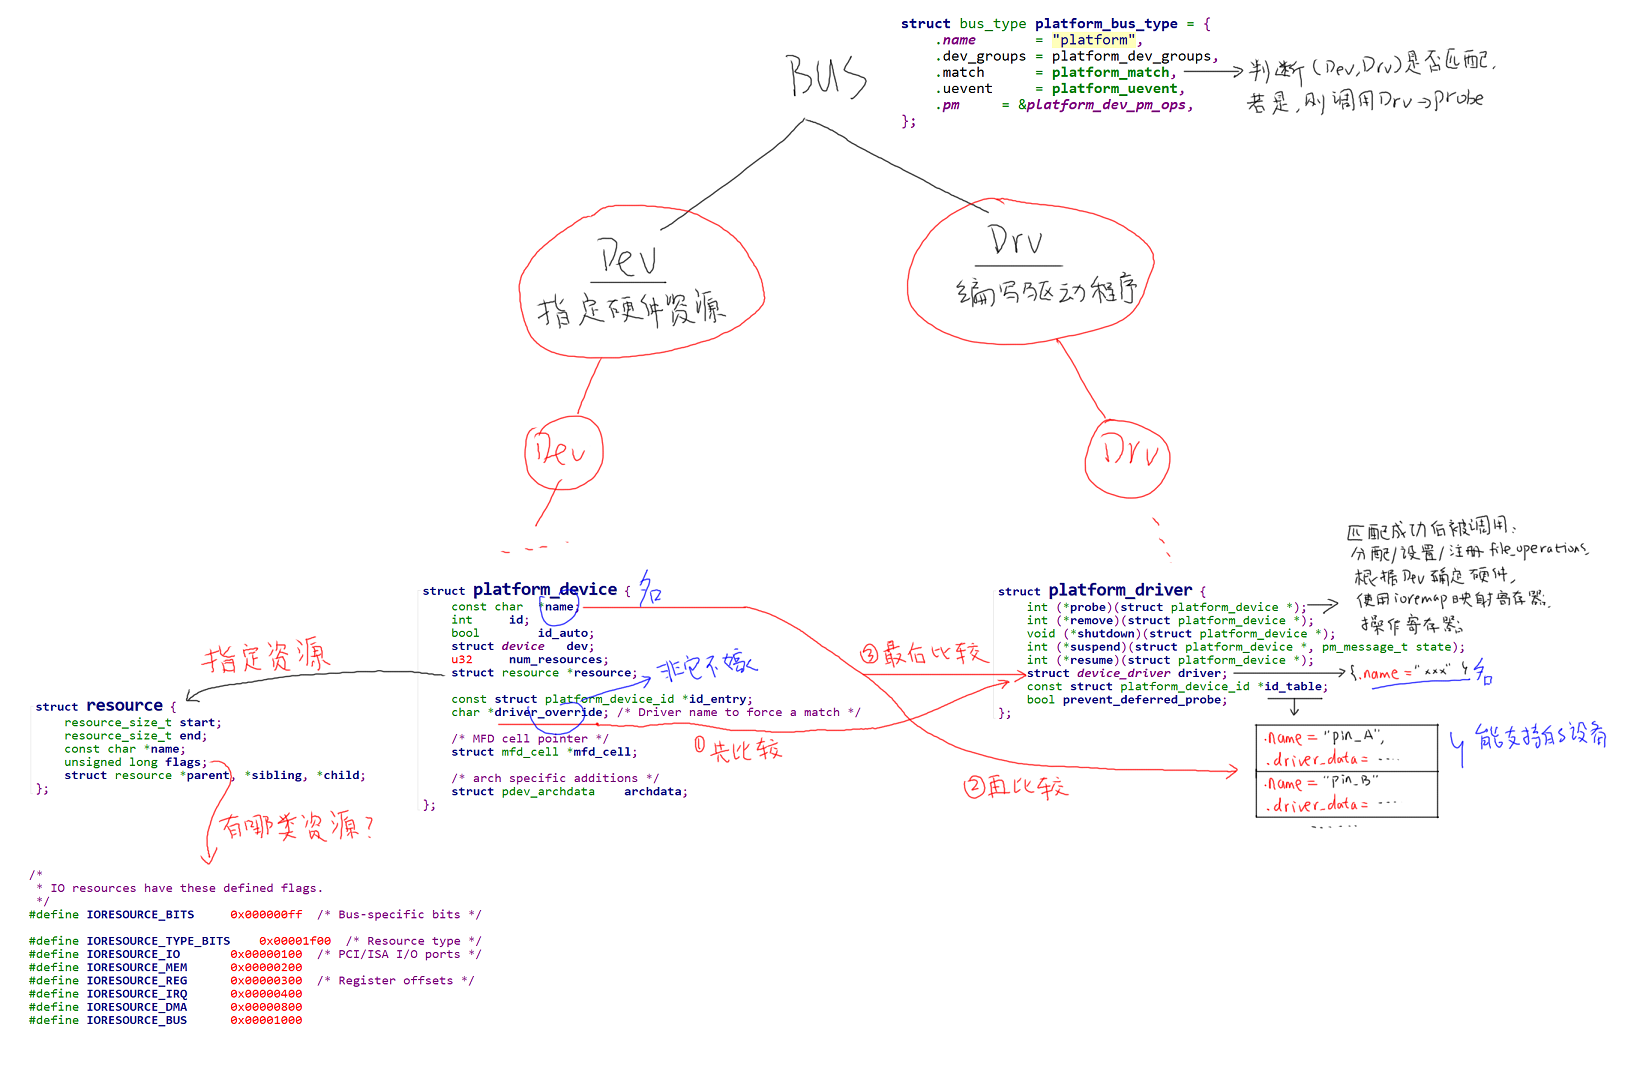 struct bus_type platform_bus_type = {
.name = "platform",
.dev_groups = platform_dev_groups,
.match = platform_match,
.uevent = platform_uevent,
.pm = &platform_dev_pm_ops,
};
判断(Dev,Drv)是否匹配.
若是,则调用Drv→probe
BUS
Dev
指定硬件资源
Drv
编写驱动程序
Dev
Drv
匹配成功后被调用:
分配/设置/注册 file_operations
根据Dev确定硬件,
使用ioremap映射寄存器,
操作寄存器
struct platform_device {
const char *name;
int id;
bool id_auto;
struct device dev;
u32 num_resources;
struct resource *resource;
const struct platform_device_id *id_entry;
char *driver_override; /* Driver name to force a match */
/* MFD cell pointer */
struct mfd_cell *mfd_cell;
/* arch specific additions */
struct pdev_archdata archdata;
};
名
非它不嫁
指定资源
①先比较
②再比较
③最后比较
struct platform_driver {
int (*probe)(struct platform_device *);
int (*remove)(struct platform_device *);
void (*shutdown)(struct platform_device *);
int (*suspend)(struct platform_device *, pm_message_t state);
int (*resume)(struct platform_device *);
struct device_driver driver;
const struct platform_device_id *id_table;
bool prevent_deferred_probe;
};
{.name = "xxx"}
名
.name = "pin_A",
.driver_data = ....
.name = "pin_B"
.driver_data = ...
......
能支持的设备
struct resource {
resource_size_t start;
resource_size_t end;
const char *name;
unsigned long flags;
struct resource *parent, *sibling, *child;
};
有哪类资源?
/*
* IO resources have these defined flags.
*/
#define IORESOURCE_BITS 0x000000ff /* Bus-specific bits */
#define IORESOURCE_TYPE_BITS 0x00001f00 /* Resource type */
#define IORESOURCE_IO 0x00000100 /* PCI/ISA I/O ports */
#define IORESOURCE_MEM 0x00000200
#define IORESOURCE_REG 0x00000300 /* Register offsets */
#define IORESOURCE_IRQ 0x00000400
#define IORESOURCE_DMA 0x00000800
#define IORESOURCE_BUS 0x00001000